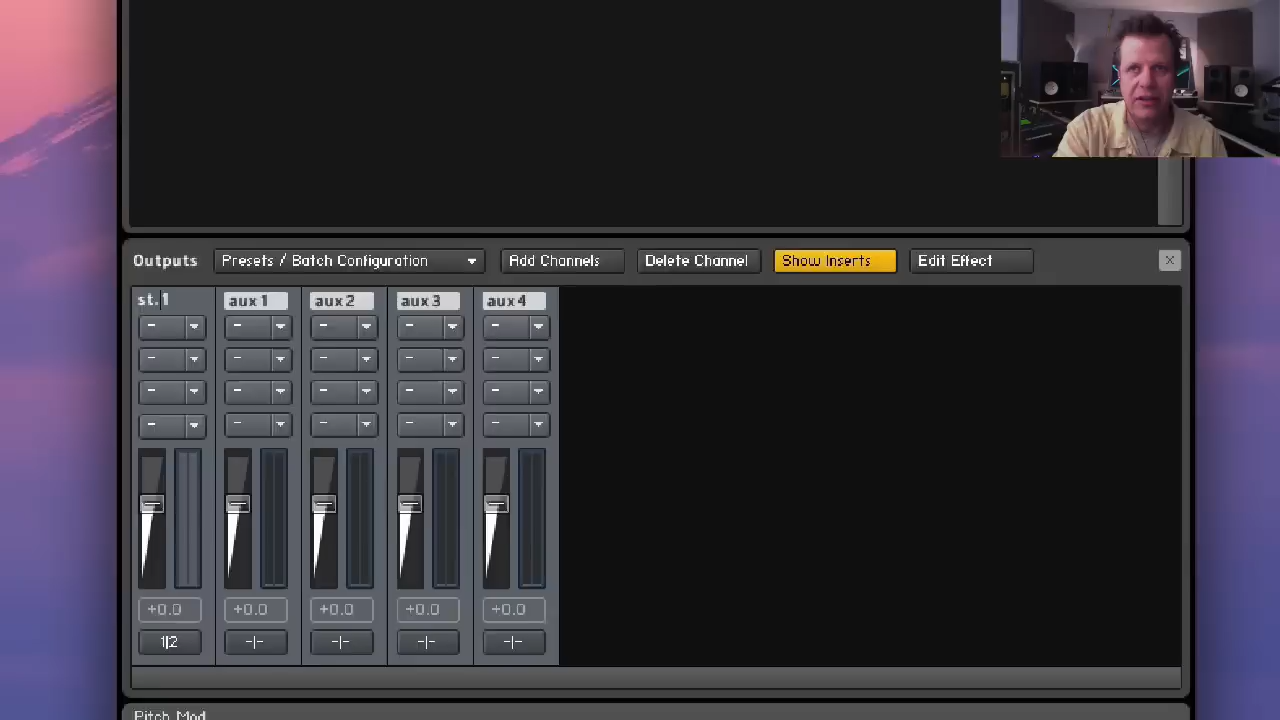 Outputs Presets / Batch Configuration Add Channels Delete Channel Show Inserts Edit Effect
st.1 aux 1 aux 2 aux 3 aux 4
+0.0 +0.0 +0.0 +0.0 +0.0
1|2 -|- -|- -|- -|-
Pitch Mod